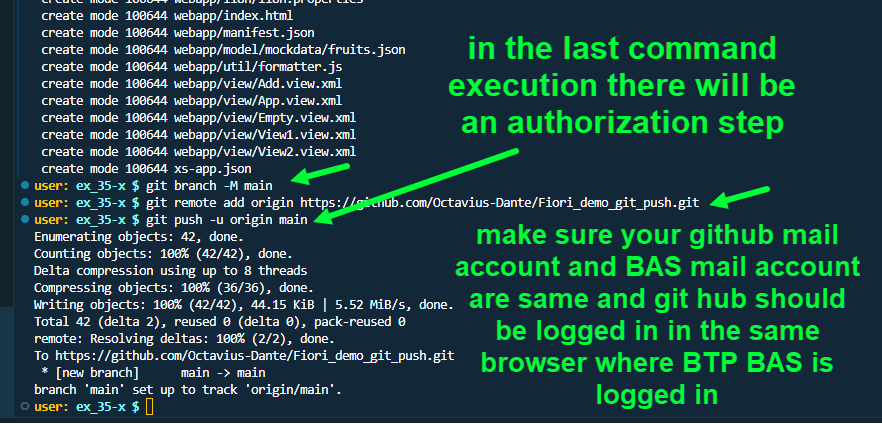 create mode 100644 webapp/index.html
create mode 100644 webapp/manifest.json
create mode 100644 webapp/model/mockdata/fruits.json
create mode 100644 webapp/util/formatter.js
create mode 100644 webapp/view/Add.view.xml
create mode 100644 webapp/view/App.view.xml
create mode 100644 webapp/view/Empty.view.xml
create mode 100644 webapp/view/View1.view.xml
create mode 100644 webapp/view/View2.view.xml
create mode 100644 xs-app.json
user: ex_35-x $ git branch -M main
user: ex_35-x $ git remote add origin https://github.com/Octavius-Dante/Fiori_demo_git_push.git
user: ex_35-x $ git push -u origin main
Enumerating objects: 42, done.
Counting objects: 100% (42/42), done.
Delta compression using up to 8 threads
Compressing objects: 100% (36/36), done.
Writing objects: 100% (42/42), 44.15 KiB | 5.52 MiB/s, done.
Total 42 (delta 2), reused 0 (delta 0), pack-reused 0
remote: Resolving deltas: 100% (2/2), done.
To https://github.com/Octavius-Dante/Fiori_demo_git_push.git
* [new branch] main -> main
branch 'main' set up to track 'origin/main'.
user: ex_35-x $
in the last command
execution there will be
an authorization step
make sure your github mail
account and BAS mail account
are same and git hub should
be logged in in the same
browser where BTP BAS is
logged in